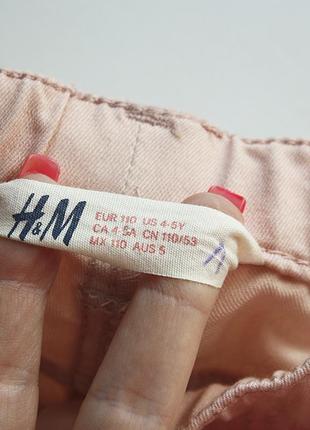 H&M
EUR 110 US 4-5Y
CA 4-5A CN 110/53
MX 110 AUS 5
A